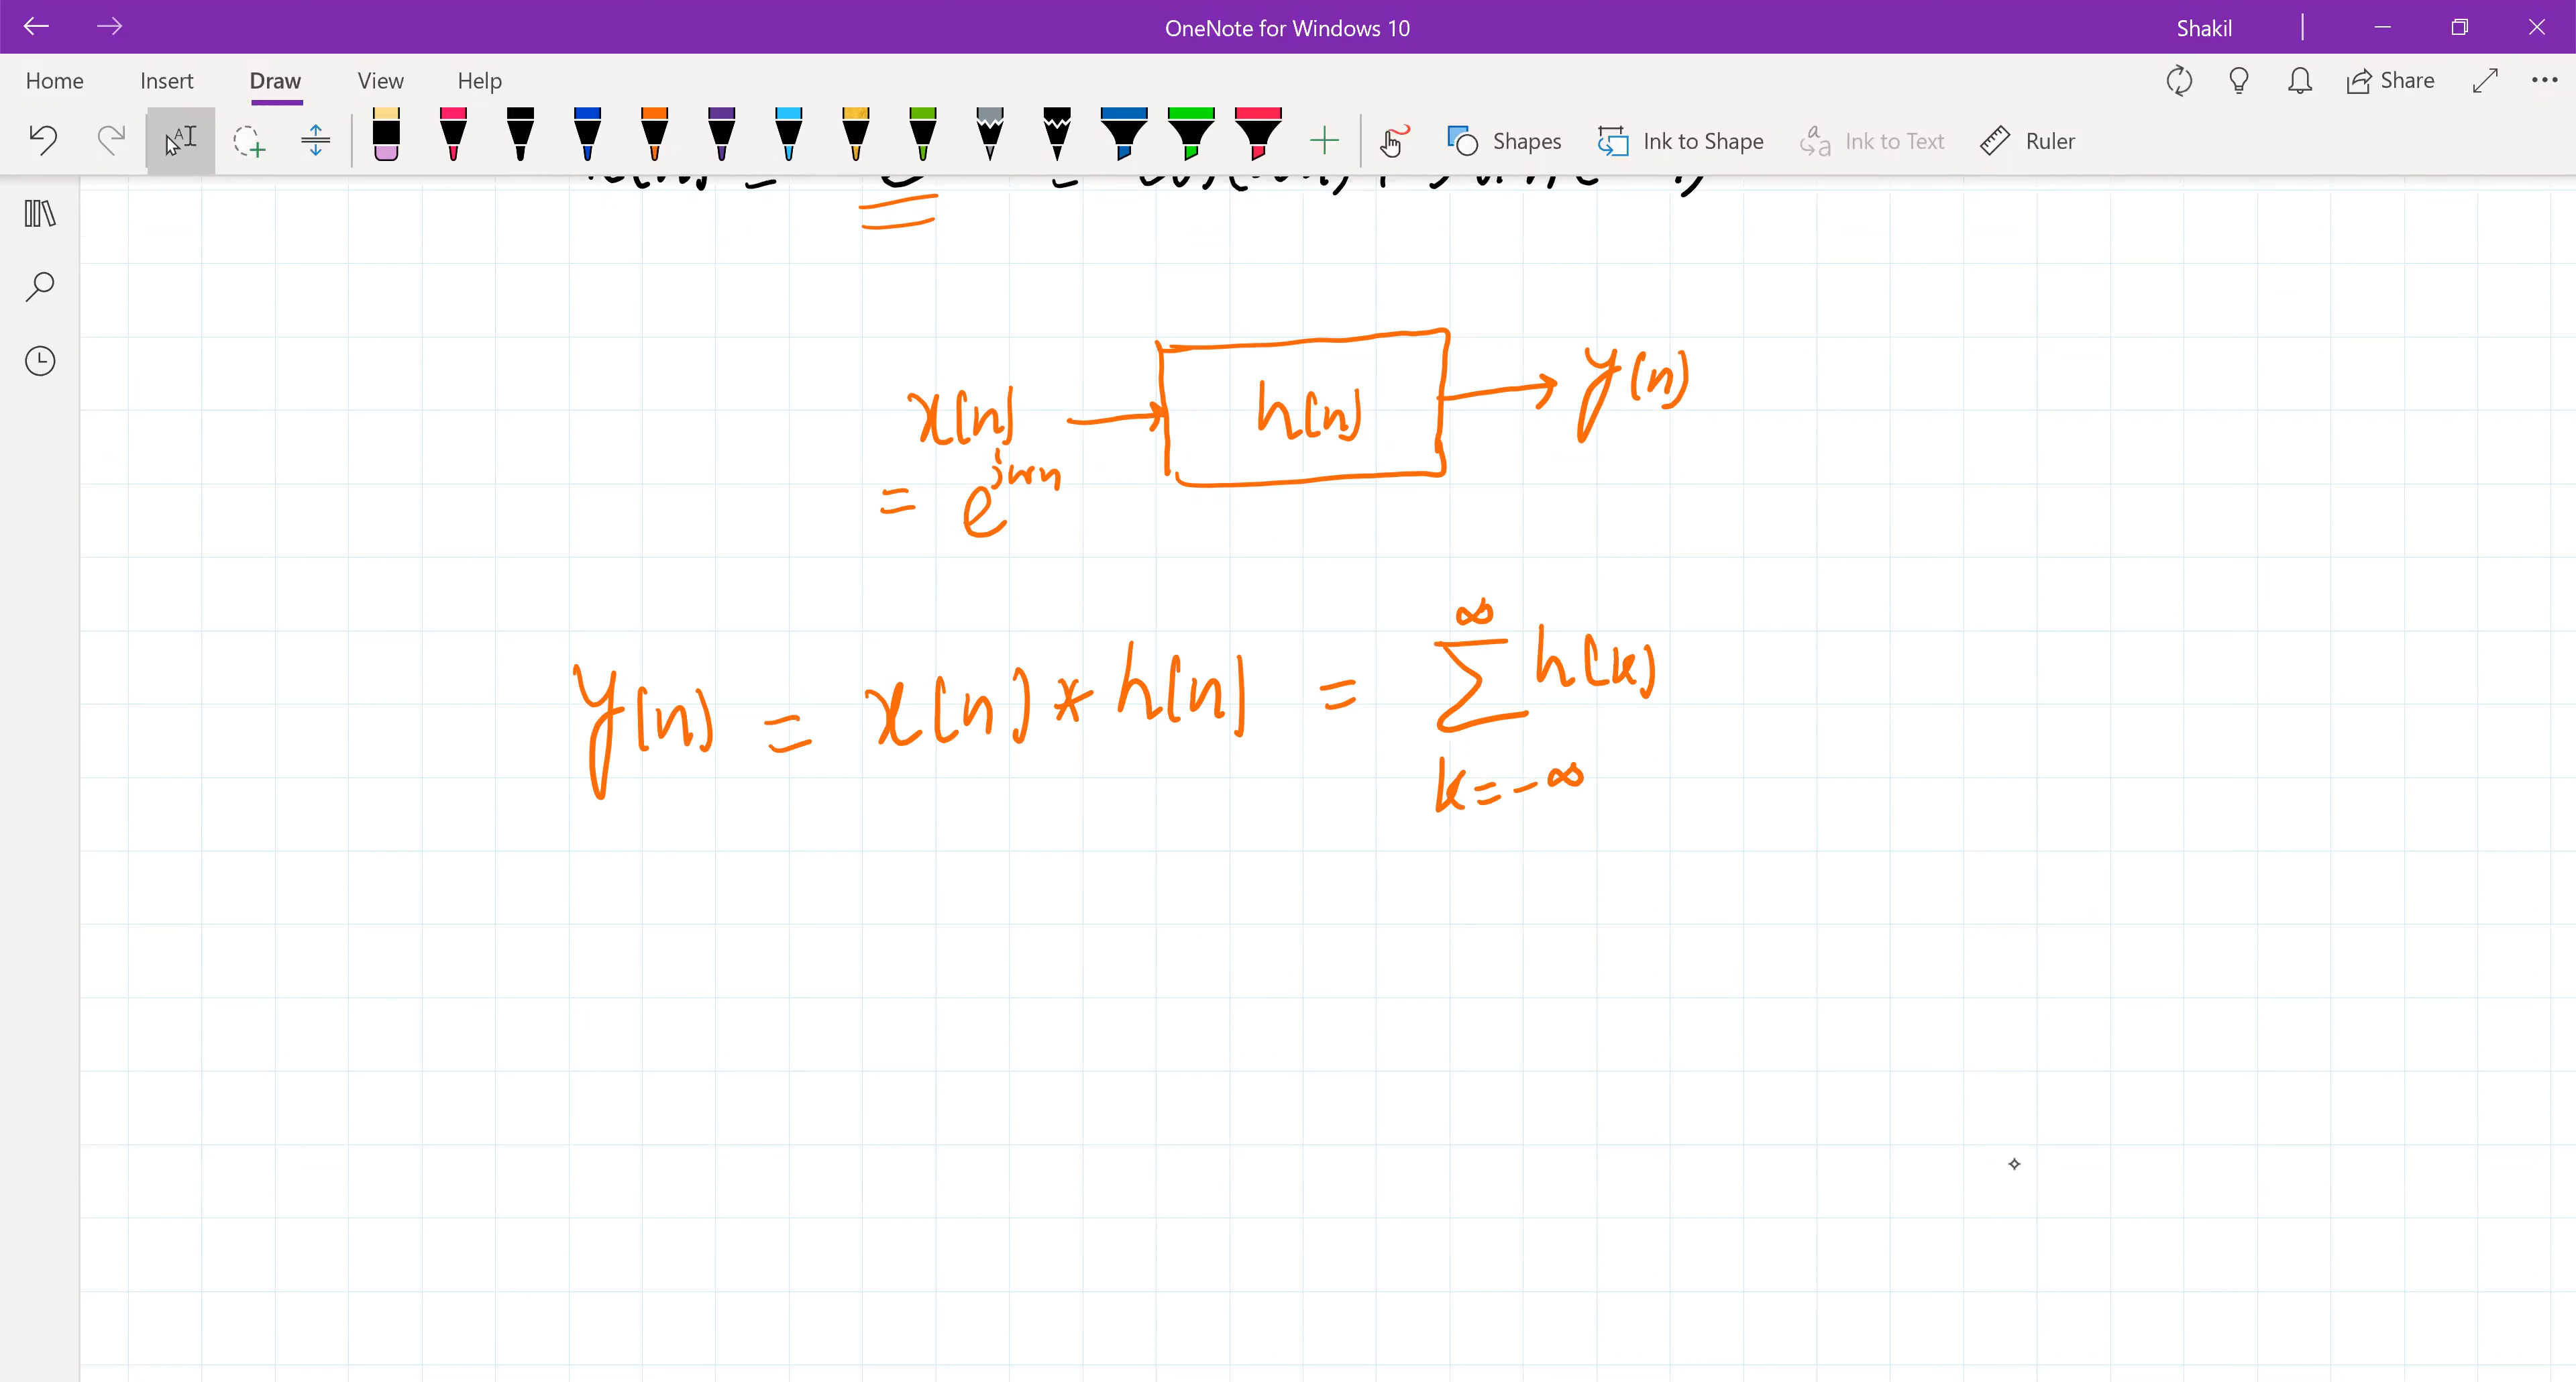 OneNote for Windows 10 Shakil
Home Insert Draw View Help Share
Shapes Ink to Shape Ink to Text Ruler
x[n] → h[n] → y[n]
= e^{jωn}
y[n] = x[n] * h[n] = ∑_{k=-∞}^{∞} h[k]